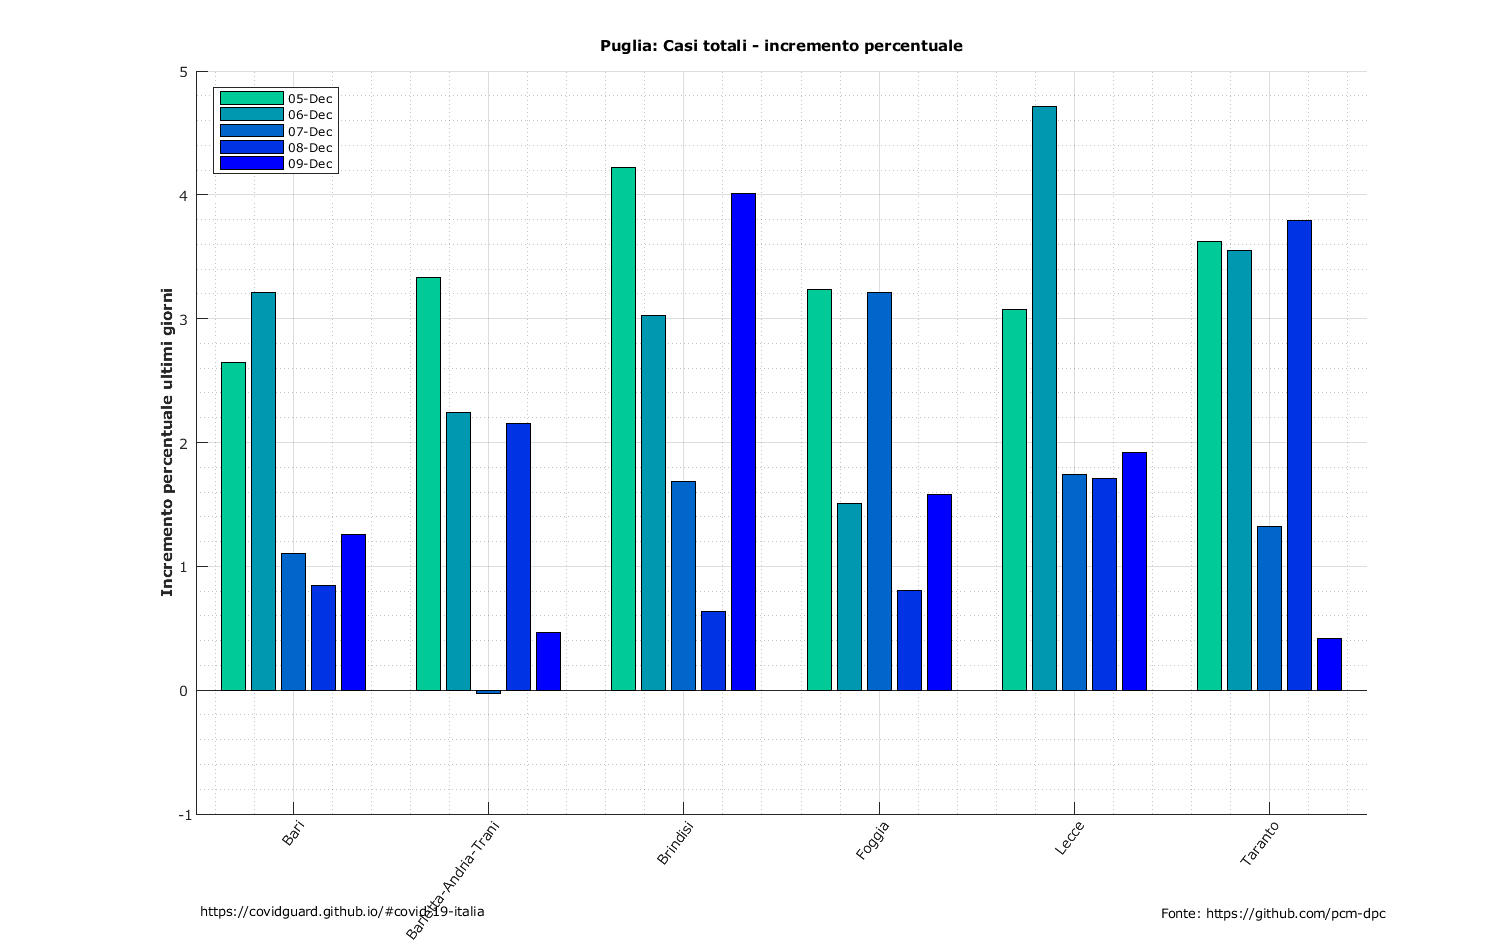 Puglia: Casi totali - incremento percentuale
05-Dec
06-Dec
07-Dec
08-Dec
09-Dec
Incremento percentuale ultimi giorni
5
4
3
2
1
0
-1
Bari
Barletta-Andria-Trani
Brindisi
Foggia
Lecce
Taranto
https://covidguard.github.io/#covid-19-italia
Fonte: https://github.com/pcm-dpc